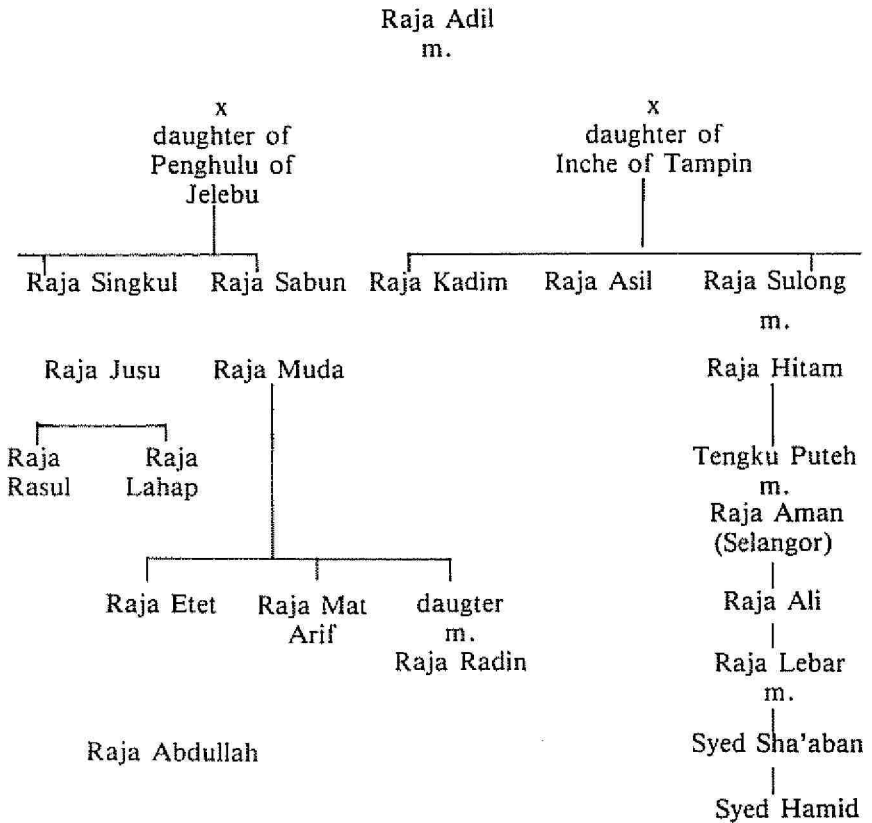 Raja Adil
m.
x
daughter of
Penghulu of
Jelebu
x
daughter of
Inche of Tampin
Raja Singkul Raja Sabun Raja Kadim Raja Asil Raja Sulong
m.
Raja Jusu Raja Muda Raja Hitam
Raja
Rasul
Raja
Lahap
Tengku Puteh
m.
Raja Aman
(Selangor)
Raja Etet
Raja Mat
Arif
daugter
m.
Raja Radin
Raja Ali
Raja Lebar
m.
Raja Abdullah
Syed Sha'aban
Syed Hamid